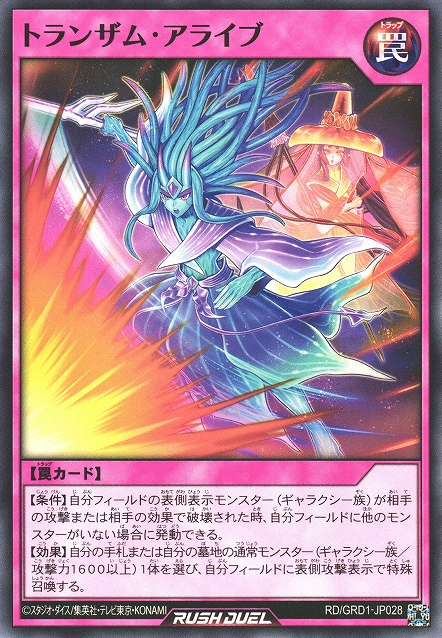 トランザム・アライブ
トラップ
罠
【罠カード】
【条件】自分フィールドの表側表示モンスター(ギャラクシー族)が相手
の攻撃または相手の効果で破壊された時、自分フィールドに他のモン
スターがいない場合に発動できる。
【効果】自分の手札または自分の墓地の通常モンスター(ギャラクシー族/
攻撃力1600以上)1体を選び、自分フィールドに表側攻撃表示で特殊
召喚する。
©スタジオ・ダイス/集英社・テレビ東京・KONAMI
RUSH DUEL
RD/GRD1-JP028